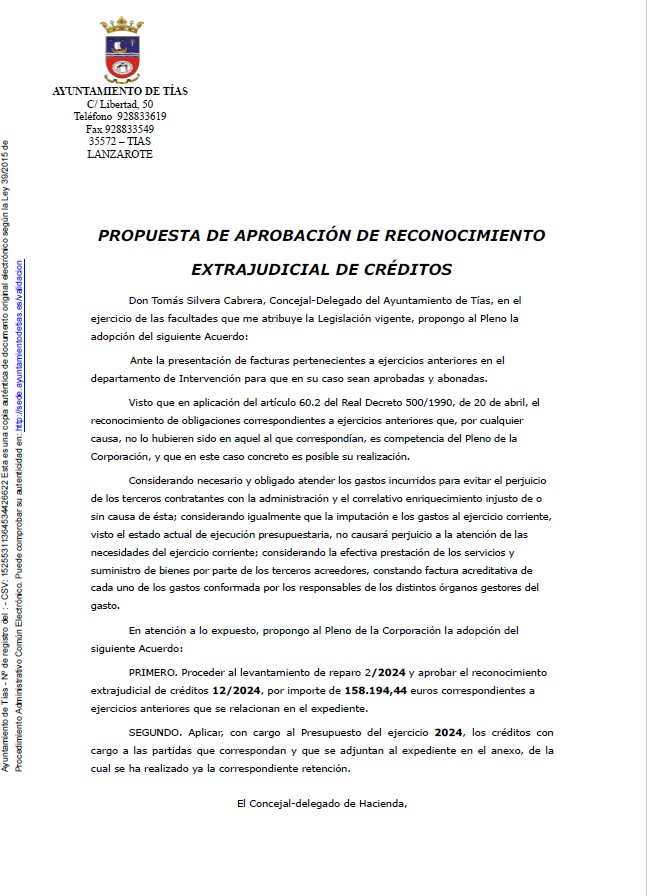 AYUNTAMIENTO DE TÍAS
C/ Libertad, 50
Teléfono 928833619
Fax 928833549
35572 – TIAS
LANZAROTE
PROPUESTA DE APROBACIÓN DE RECONOCIMIENTO
EXTRAJUDICIAL DE CRÉDITOS
Don Tomás Silvera Cabrera, Concejal-Delegado del Ayuntamiento de Tías, en el
ejercicio de las facultades que me atribuye la Legislación vigente, propongo al Pleno la
adopción del siguiente Acuerdo:
Ante la presentación de facturas pertenecientes a ejercicios anteriores en el
departamento de Intervención para que en su caso sean aprobadas y abonadas.
Visto que en aplicación del artículo 60.2 del Real Decreto 500/1990, de 20 de abril, el
reconocimiento de obligaciones correspondientes a ejercicios anteriores que, por cualquier
causa, no lo hubieren sido en aquel al que correspondían, es competencia del Pleno de la
Corporación, y que en este caso concreto es posible su realización.
Considerando necesario y obligado atender los gastos incurridos para evitar el perjuicio
de los terceros contratantes con la administración y el correlativo enriquecimiento injusto de o
sin causa de ésta; considerando igualmente que la imputación e los gastos al ejercicio corriente,
visto el estado actual de ejecución presupuestaria, no causará perjuicio a la atención de las
necesidades del ejercicio corriente; considerando la efectiva prestación de los servicios y
suministro de bienes por parte de los terceros acreedores, constando factura acreditativa de
cada uno de los gastos conformada por los responsables de los distintos órganos gestores del
gasto.
En atención a lo expuesto, propongo al Pleno de la Corporación la adopción del
siguiente Acuerdo:
PRIMERO. Proceder al levantamiento de reparo 2/2024 y aprobar el reconocimiento
extrajudicial de créditos 12/2024, por importe de 158.194,44 euros correspondientes a
ejercicios anteriores que se relacionan en el expediente.
SEGUNDO. Aplicar, con cargo al Presupuesto del ejercicio 2024, los créditos con
cargo a las partidas que correspondan y que se adjuntan al expediente en el anexo, de la
cual se ha realizado ya la correspondiente retención.
El Concejal-delegado de Hacienda,
Ayuntamiento de Tías - Nº de registro del : - CSV: 15255311364534426622 Esta es una copia auténtica de documento original electrónico según la Ley 39/2015 de
Procedimiento Administrativo Común Electrónico. Puede comprobar su autenticidad en: http://sede.ayuntamientodetias.es/validacion